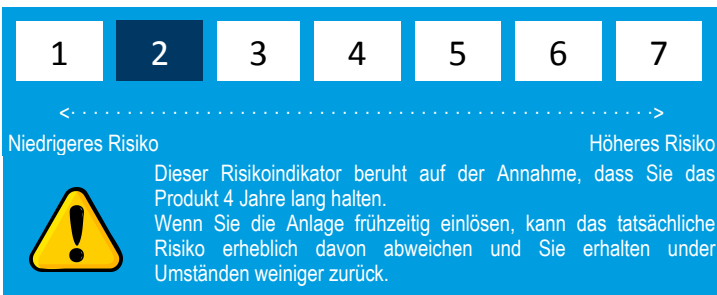 1 2 3 4 5 6 7
<· · · · · · · · · · · · · · · · · · · · · · · · · · · · · · · · · · · · · · · · · · · · · · · · · · · · · · ·>
Niedrigeres Risiko Höheres Risiko
Dieser Risikoindikator beruht auf der Annahme, dass Sie das
Produkt 4 Jahre lang halten.
Wenn Sie die Anlage frühzeitig einlösen, kann das tatsächliche
Risiko erheblich davon abweichen und Sie erhalten under
Umständen weiniger zurück.